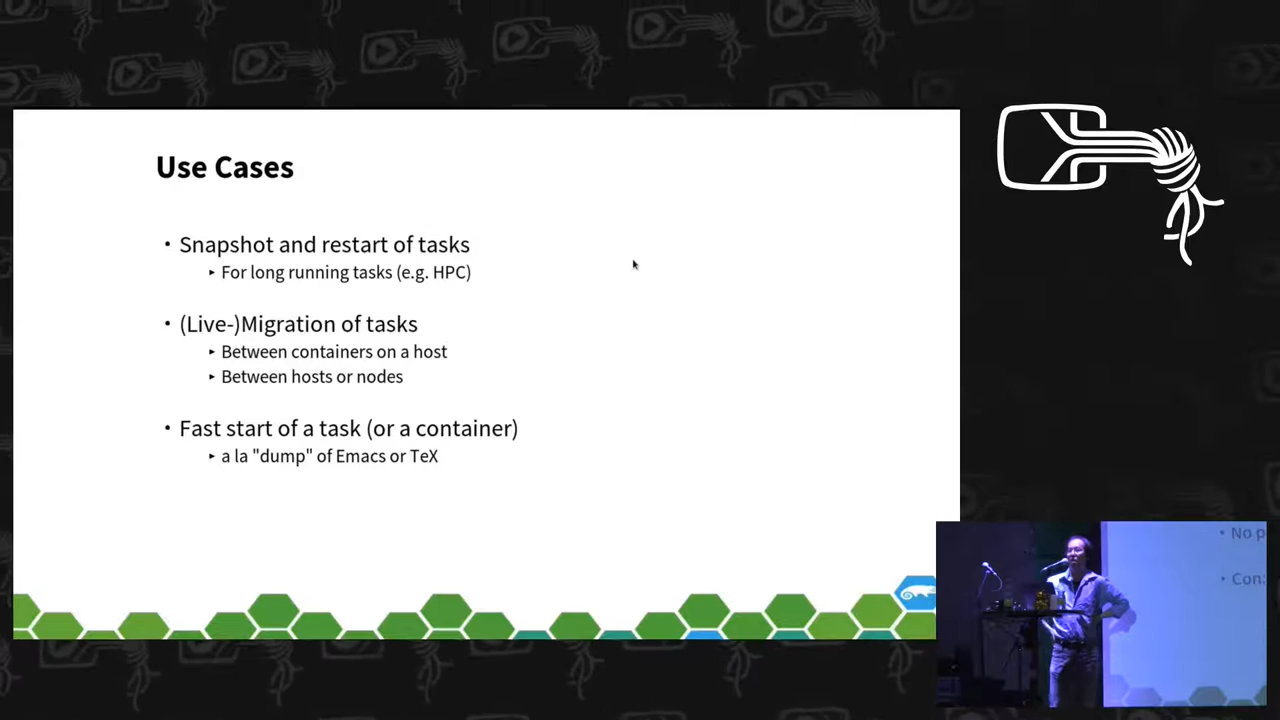 Use Cases
• Snapshot and restart of tasks
‣ For long running tasks (e.g. HPC)
• (Live-)Migration of tasks
‣ Between containers on a host
‣ Between hosts or nodes
• Fast start of a task (or a container)
‣ a la "dump" of Emacs or TeX
• No